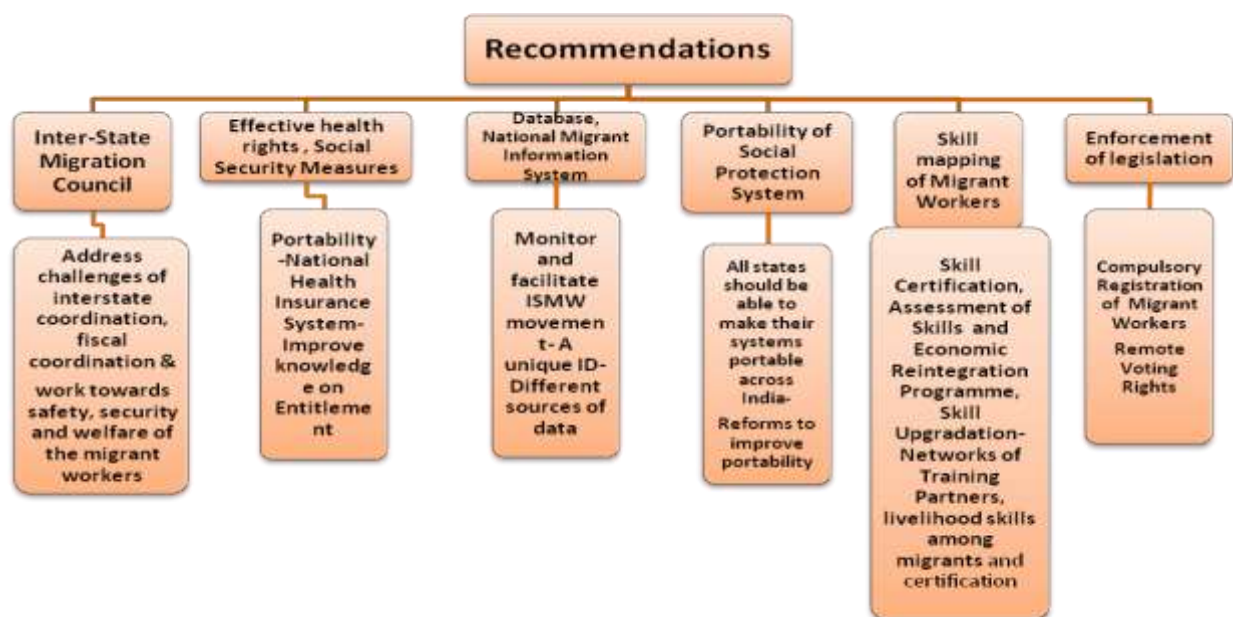 Recommendations
Inter-State
Migration
Council
Effective health
rights , Social
Security Measures
Database,
National Migrant
Information
System
Portability of
Social
Protection
System
Skill
mapping
of Migrant
Workers
Enforcement
of legislation
Address
challenges of
interstate
coordination,
fiscal
coordination &
work towards
safety, security
and welfare of
the migrant
workers
Portability
-National
Health
Insurance
System-
Improve
knowledg
e on
Entitleme
nt
Monitor
and
facilitate
ISMW
movemen
t- A
unique ID-
Different
sources of
data
All states
should be
able to
make their
systems
portable
across
India-
Reforms to
improve
portability
Skill
Certification,
Assessment of
Skills and
Economic
Reintegration
Programme,
Skill
Upgradation-
Networks of
Training
Partners,
livelihood skills
among
migrants and
certification
Compulsory
Registration
of Migrant
Workers
Remote
Voting
Rights